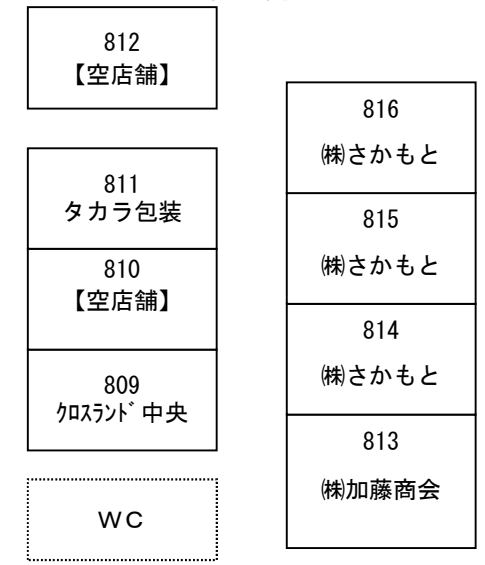 812
【空店舗】
811
タカラ包装
810
【空店舗】
809
ｸﾛｽﾗﾝﾄﾞ中央
ＷＣ
816
㈱さかもと
815
㈱さかもと
814
㈱さかもと
813
㈱加藤商会